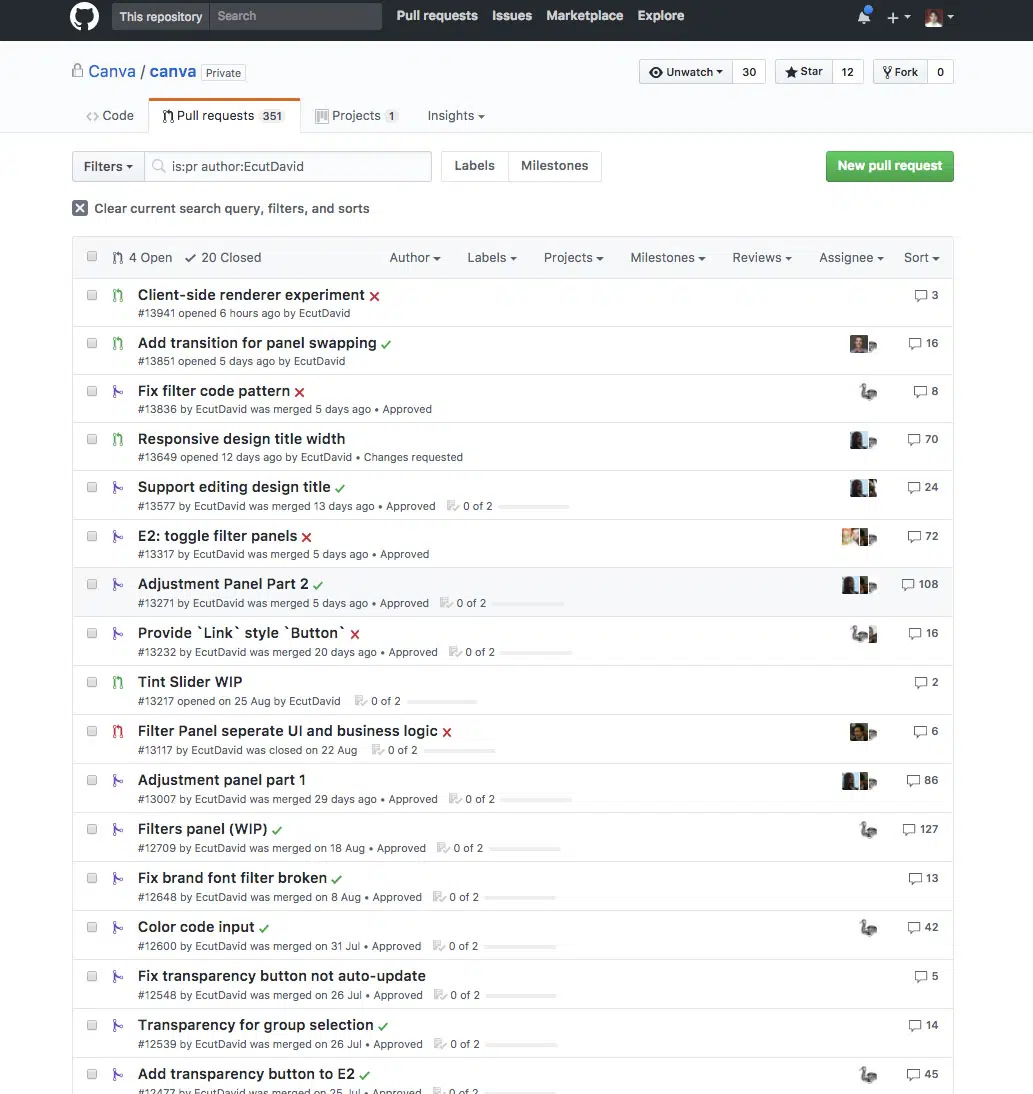 This repository Search Pull requests Issues Marketplace Explore
Canva / canva Private Unwatch 30 Star 12 Fork 0
Code Pull requests 351 Projects 1 Insights
Filters is:pr author:EcutDavid Labels Milestones New pull request
Clear current search query, filters, and sorts
4 Open 20 Closed Author Labels Projects Milestones Reviews Assignee Sort
Client-side renderer experiment 3
#13941 opened 6 hours ago by EcutDavid
Add transition for panel swapping 16
#13851 opened 5 days ago by EcutDavid
Fix filter code pattern 8
#13836 by EcutDavid was merged 5 days ago • Approved
Responsive design title width 70
#13649 opened 12 days ago by EcutDavid • Changes requested
Support editing design title 24
#13577 by EcutDavid was merged 13 days ago • Approved 0 of 2
E2: toggle filter panels 72
#13317 by EcutDavid was merged 5 days ago • Approved
Adjustment Panel Part 2 108
#13271 by EcutDavid was merged 5 days ago • Approved 0 of 2
Provide `Link` style `Button` 16
#13232 by EcutDavid was merged 20 days ago • Approved 0 of 2
Tint Slider WIP 2
#13217 opened on 25 Aug by EcutDavid 0 of 2
Filter Panel seperate UI and business logic 6
#13117 by EcutDavid was closed on 22 Aug 0 of 2
Adjustment panel part 1 86
#13007 by EcutDavid was merged 29 days ago • Approved 0 of 2
Filters panel (WIP) 127
#12709 by EcutDavid was merged on 18 Aug • Approved 0 of 2
Fix brand font filter broken 13
#12648 by EcutDavid was merged on 8 Aug • Approved 0 of 2
Color code input 42
#12600 by EcutDavid was merged on 31 Jul • Approved 0 of 2
Fix transparency button not auto-update 5
#12548 by EcutDavid was merged on 26 Jul • Approved 0 of 2
Transparency for group selection 14
#12539 by EcutDavid was merged on 26 Jul • Approved 0 of 2
Add transparency button to E2 45
#12477 by EcutDavid was merged on 25 Jul • Approved 0 of 2